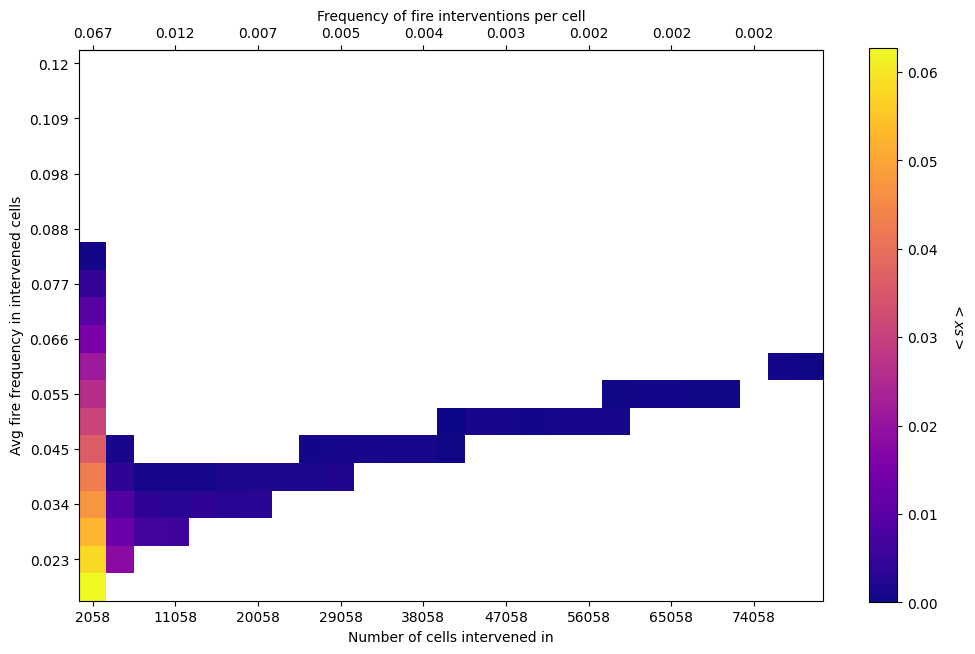 Frequency of fire interventions per cell
0.067 0.012 0.007 0.005 0.004 0.003 0.002 0.002 0.002
0.12
0.109
0.098
0.088
0.077
0.066
0.055
0.045
0.034
0.023
Avg fire frequency in intervened cells
2058 11058 20058 29058 38058 47058 56058 65058 74058
Number of cells intervened in
0.06
0.05
0.04
0.03
0.02
0.01
0.00
< sx >